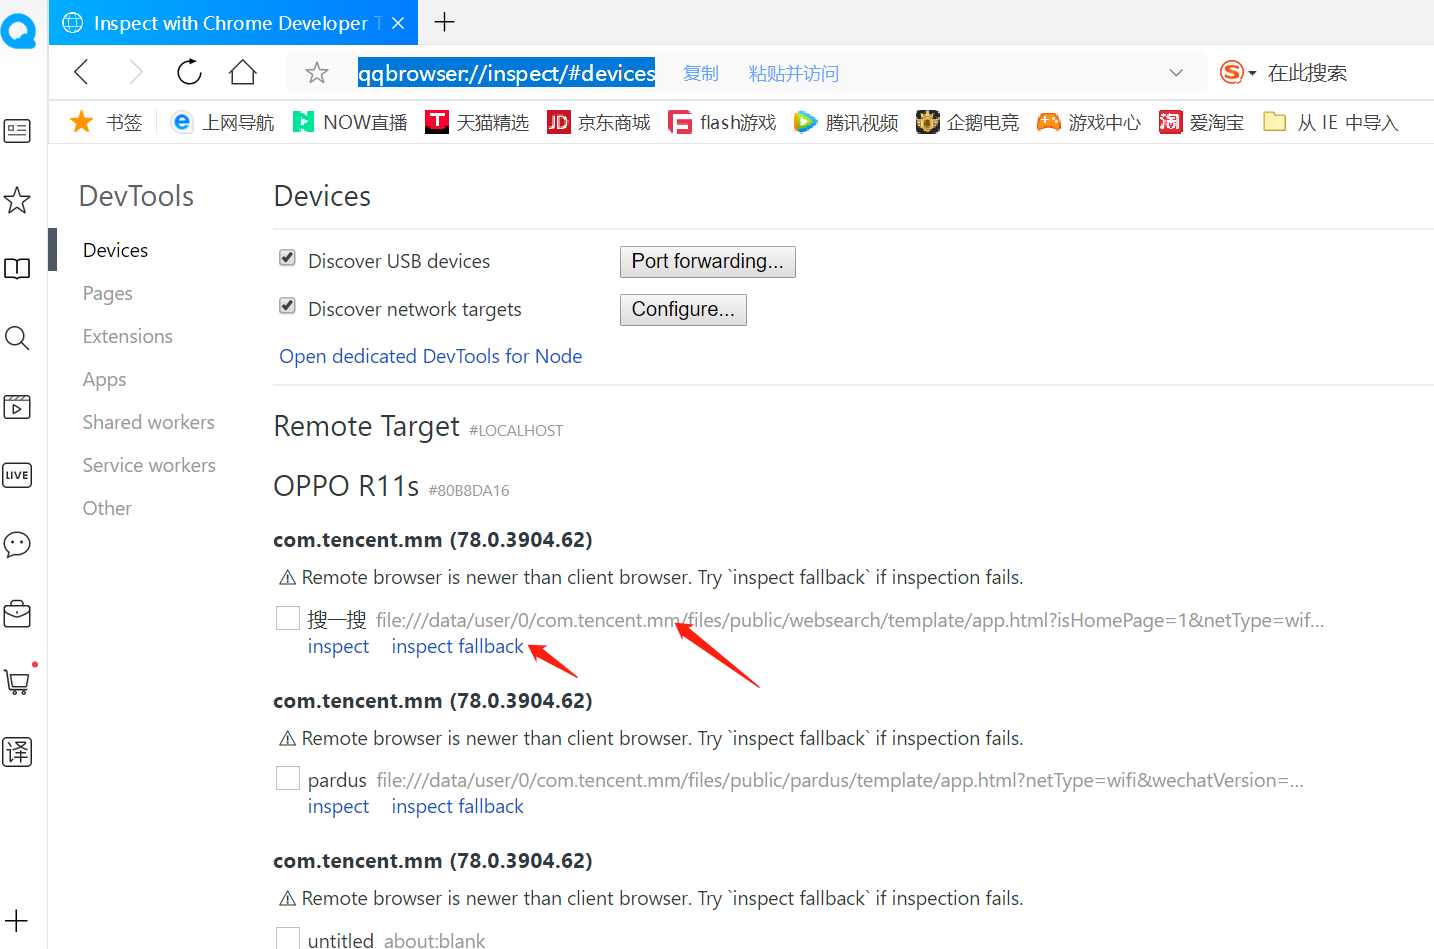 Inspect with Chrome Developer T
qqbrowser://inspect/#devices 复制 粘贴并访问 在此搜索
书签 上网导航 NOW直播 天猫精选 京东商城 flash游戏 腾讯视频 企鹅电竞 游戏中心 爱淘宝 从 IE 中导入
DevTools
Devices
Pages
Extensions
Apps
Shared workers
Service workers
Other
LIVE
译
Devices
Discover USB devices Port forwarding...
Discover network targets Configure...
Open dedicated DevTools for Node
Remote Target #LOCALHOST
OPPO R11s #80B8DA16
com.tencent.mm (78.0.3904.62)
⚠ Remote browser is newer than client browser. Try `inspect fallback` if inspection fails.
搜一搜 file:///data/user/0/com.tencent.mm/files/public/websearch/template/app.html?isHomePage=1&netType=wif...
inspect inspect fallback
com.tencent.mm (78.0.3904.62)
⚠ Remote browser is newer than client browser. Try `inspect fallback` if inspection fails.
pardus file:///data/user/0/com.tencent.mm/files/public/pardus/template/app.html?netType=wifi&wechatVersion=...
inspect inspect fallback
com.tencent.mm (78.0.3904.62)
⚠ Remote browser is newer than client browser. Try `inspect fallback` if inspection fails.
untitled about:blank